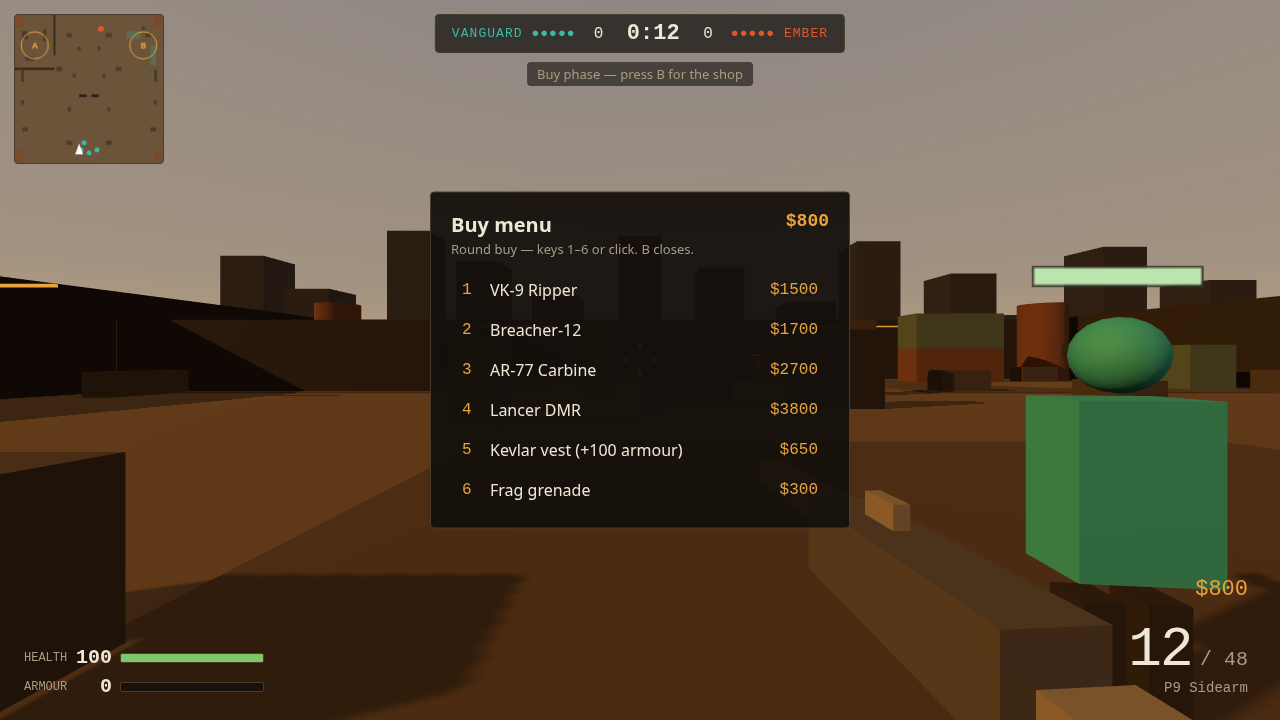 A
B
VANGUARD ●●●●● 0 0:12 0 ●●●●● EMBER
Buy phase — press B for the shop
Buy menu $800
Round buy — keys 1–6 or click. B closes.
1 VK-9 Ripper $1500
2 Breacher-12 $1700
3 AR-77 Carbine $2700
4 Lancer DMR $3800
5 Kevlar vest (+100 armour) $650
6 Frag grenade $300
$800
HEALTH 100
12 / 48
ARMOUR 0
P9 Sidearm